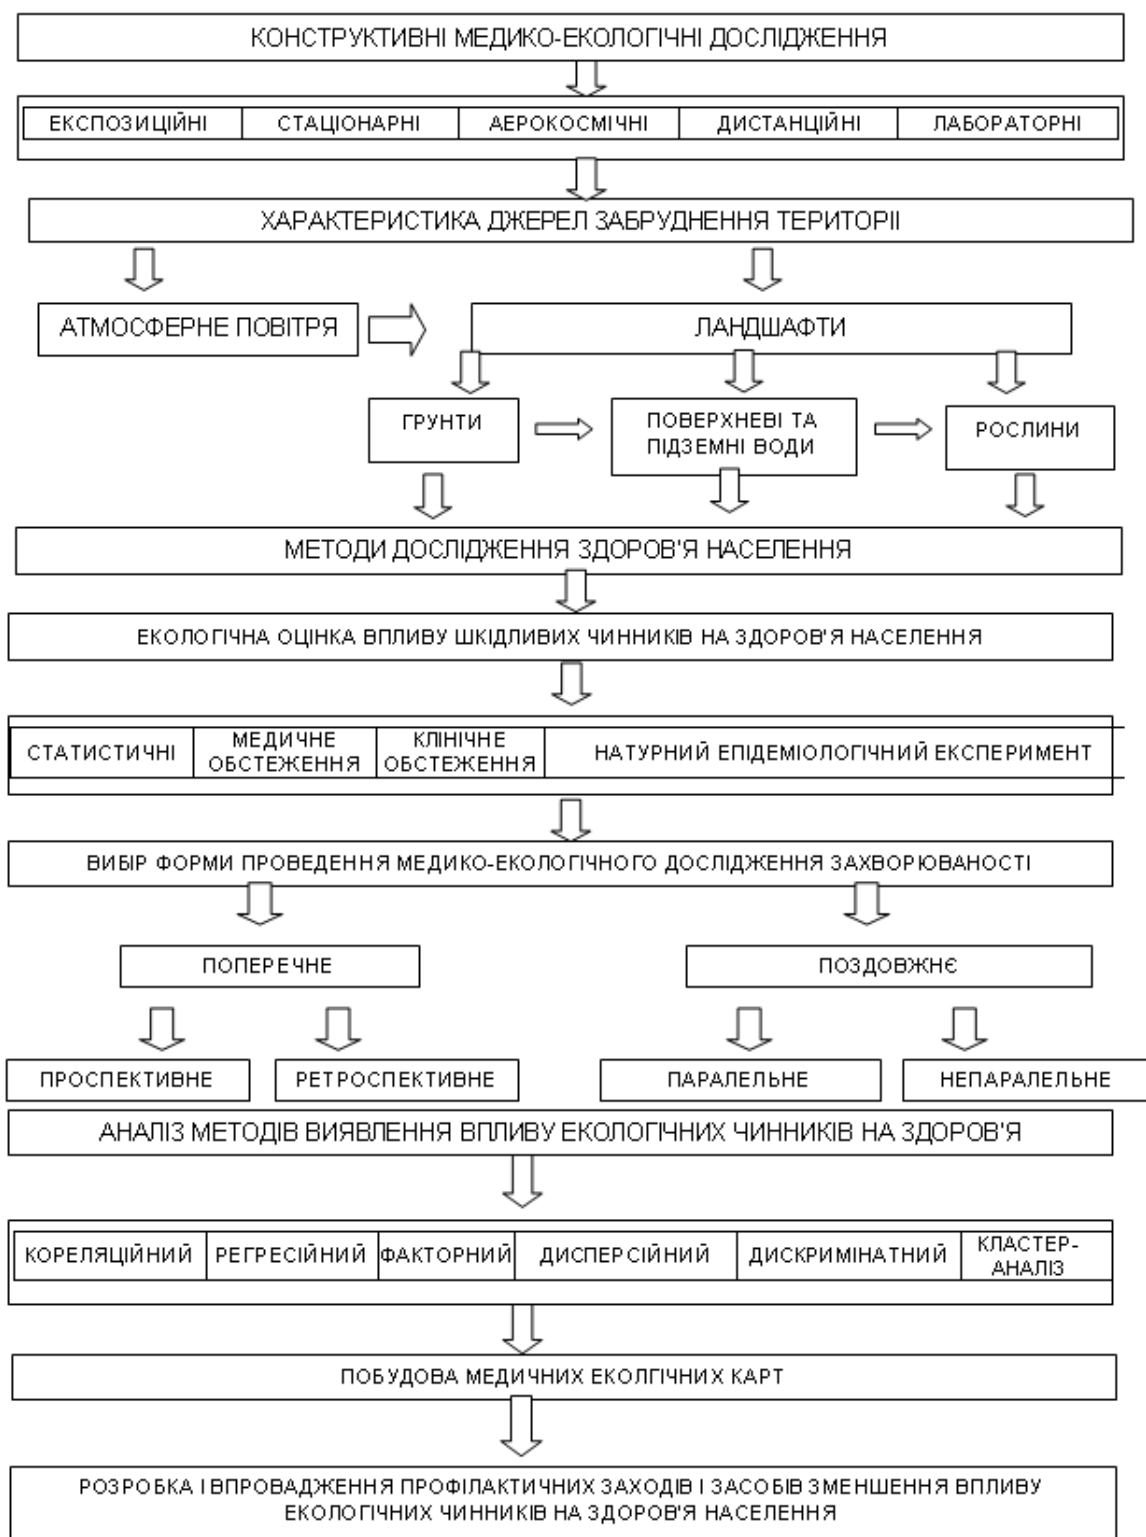 КОНСТРУКТИВНІ МЕДИКО-ЕКОЛОГІЧНІ ДОСЛІДЖЕННЯ
ЕКСПОЗИЦІЙНІ СТАЦІОНАРНІ АЕРОКОСМІЧНІ ДИСТАНЦІЙНІ ЛАБОРАТОРНІ
ХАРАКТЕРИСТИКА ДЖЕРЕЛ ЗАБРУДНЕННЯ ТЕРИТОРІЇ
АТМОСФЕРНЕ ПОВІТРЯ ЛАНДШАФТИ
ГРУНТИ
ПОВЕРХНЕВІ ТА
ПІДЗЕМНІ ВОДИ
РОСЛИНИ
МЕТОДИ ДОСЛІДЖЕННЯ ЗДОРОВ'Я НАСЕЛЕННЯ
ЕКОЛОГІЧНА ОЦІНКА ВПЛИВУ ШКІДЛИВИХ ЧИННИКІВ НА ЗДОРОВ'Я НАСЕЛЕННЯ
СТАТИСТИЧНІ
МЕДИЧНЕ
ОБСТЕЖЕННЯ
КЛІНІЧНЕ
ОБСТЕЖЕННЯ
НАТУРНИЙ ЕПІДЕМІОЛОГІЧНИЙ ЕКСПЕРИМЕНТ
ВИБІР ФОРМИ ПРОВЕДЕННЯ МЕДИКО-ЕКОЛОГІЧНОГО ДОСЛІДЖЕННЯ ЗАХВОРЮВАНОСТІ
ПОПЕРЕЧНЕ ПОЗДОВЖНЄ
ПРОСПЕКТИВНЕ РЕТРОСПЕКТИВНЕ ПАРАЛЕЛЬНЕ НЕПАРАЛЕЛЬНЕ
АНАЛІЗ МЕТОДІВ ВИЯВЛЕННЯ ВПЛИВУ ЕКОЛОГІЧНИХ ЧИННИКІВ НА ЗДОРОВ'Я
КОРЕЛЯЦІЙНИЙ РЕГРЕСІЙНИЙ ФАКТОРНИЙ ДИСПЕРСІЙНИЙ ДИСКРИМІНАТНИЙ
КЛАСТЕР-
АНАЛІЗ
ПОБУДОВА МЕДИЧНИХ ЕКОЛГІЧНИХ КАРТ
РОЗРОБКА І ВПРОВАДЖЕННЯ ПРОФІЛАКТИЧНИХ ЗАХОДІВ І ЗАСОБІВ ЗМЕНШЕННЯ ВПЛИВУ
ЕКОЛОГІЧНИХ ЧИННИКІВ НА ЗДОРОВ'Я НАСЕЛЕННЯ